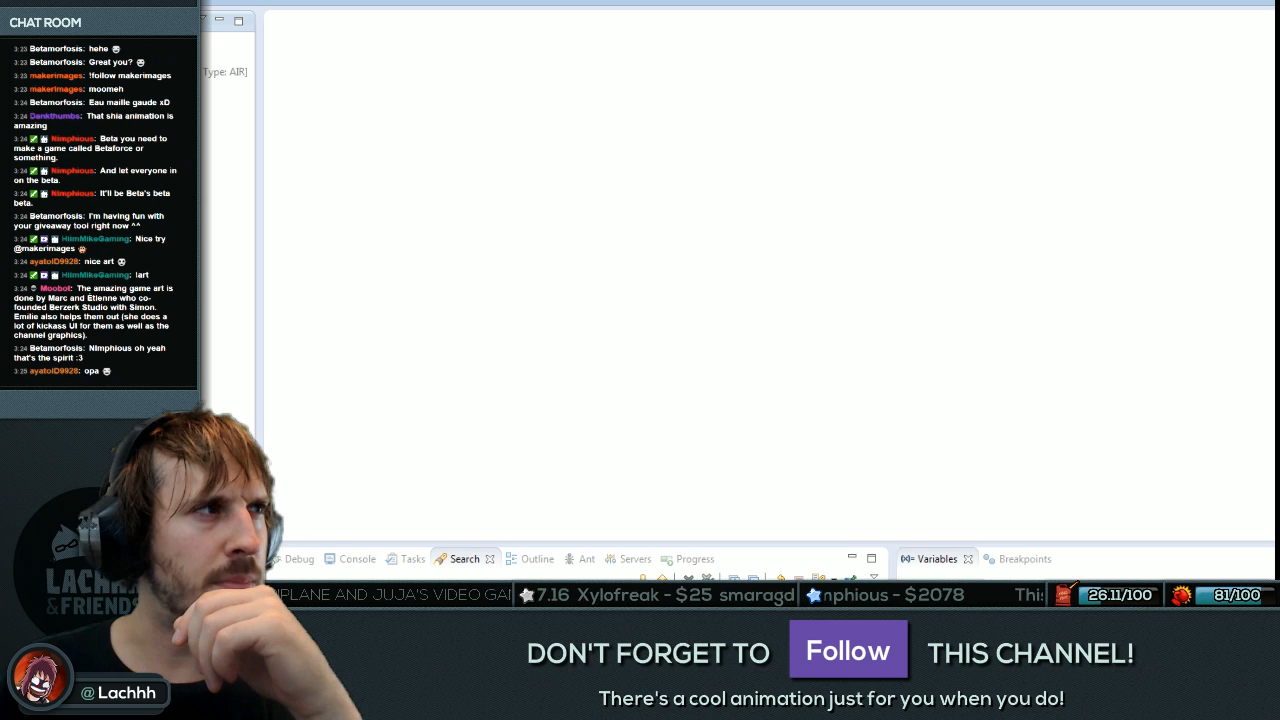 CHAT ROOM
3:23 Betamorfosis: hehe
3:23 Betamorfosis: Great you?
3:23 makerimages: !follow makerimages
3:23 makerimages: moomeh
3:24 Betamorfosis: Eau maille gaude xD
3:24 Dankthumbs: That shia animation is
amazing
3:24 Nimphious: Beta you need to
make a game called Betaforce or
something.
3:24 Nimphious: And let everyone in
on the beta.
3:24 Nimphious: It'll be Beta's beta
beta.
3:24 Betamorfosis: I'm having fun with
your giveaway tool right now ^^
3:24 HiimMikeGaming: Nice try
@makerimages
3:24 ayatolD9928: nice art
3:24 HiimMikeGaming: !art
3:24 Moobot: The amazing game art is
done by Marc and Etienne who co-
founded Berzerk Studio with Simon.
Emilie also helps them out (she does a
lot of kickass UI for them as well as the
channel graphics).
3:24 Betamorfosis: Nimphious oh yeah
that's the spirit :3
3:25 ayatolD9928: opa
Type: AIR]
Debug Console Tasks Search Outline Ant Servers Progress
(x)= Variables Breakpoints
LACHHH
& FRIENDS
IPLANE AND JUJA'S VIDEO GA
7.16 Xylofreak - $25 smaragd
nphious - $2078 This
26.11/100
81/100
DON'T FORGET TO Follow THIS CHANNEL!
There's a cool animation just for you when you do!
@ Lachhh